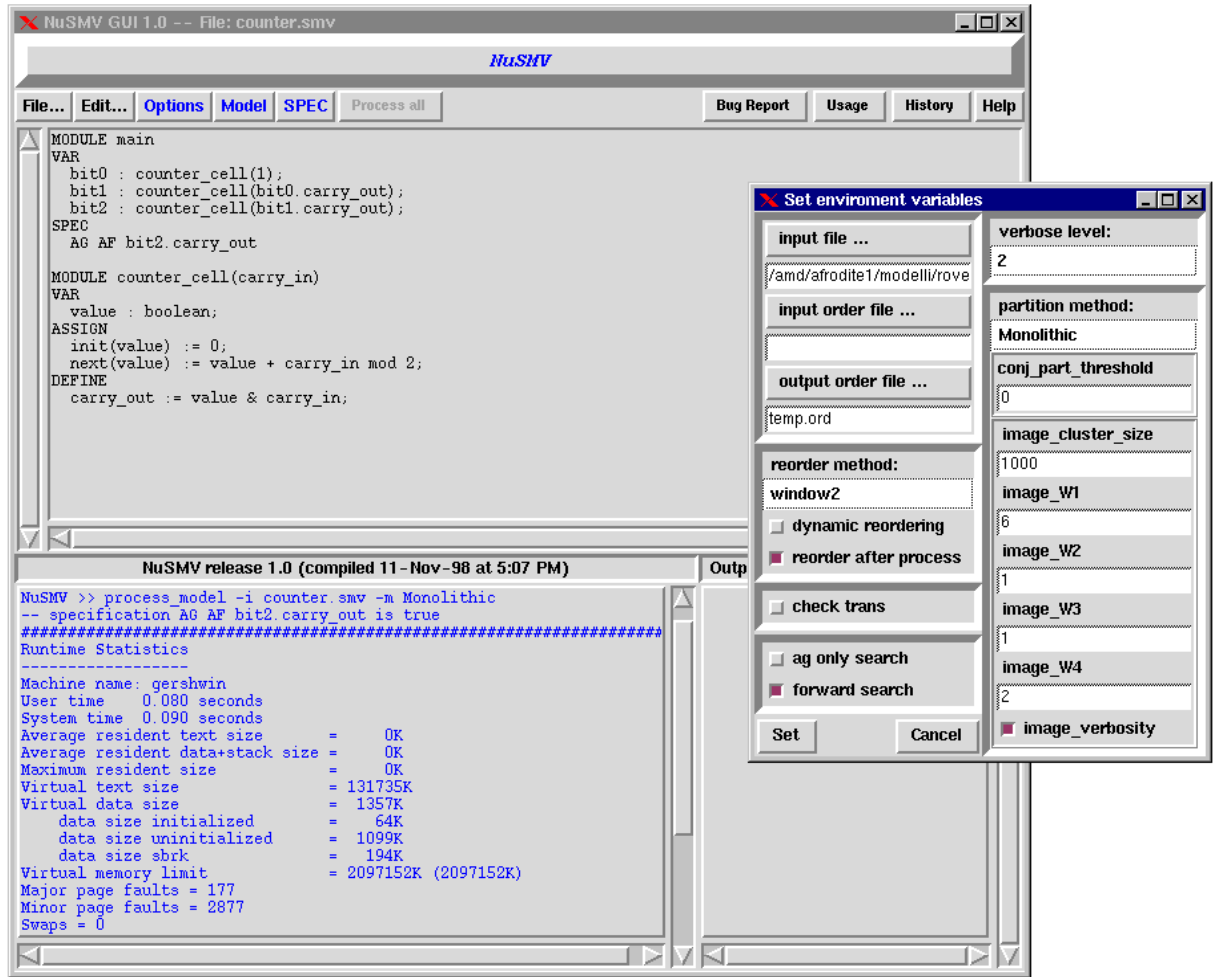 NuSMV GUI 1.0 -- File: counter.smv
NuSMV
File... Edit... Options Model SPEC Process all Bug Report Usage History Help
MODULE main
VAR
bit0 : counter_cell(1);
bit1 : counter_cell(bit0.carry_out);
bit2 : counter_cell(bit1.carry_out);
SPEC
AG AF bit2.carry_out
MODULE counter_cell(carry_in)
VAR
value : boolean;
ASSIGN
init(value) := 0;
next(value) := value + carry_in mod 2;
DEFINE
carry_out := value & carry_in;
NuSMV release 1.0 (compiled 11-Nov-98 at 5:07 PM)
Outp
NuSMV >> process_model -i counter.smv -m Monolithic
-- specification AG AF bit2.carry_out is true
######################################################################
Runtime Statistics
------------------
Machine name: gershwin
User time 0.080 seconds
System time 0.090 seconds
Average resident text size = 0K
Average resident data+stack size = 0K
Maximum resident size = 0K
Virtual text size = 131735K
Virtual data size = 1357K
data size initialized = 64K
data size uninitialized = 1099K
data size sbrk = 194K
Virtual memory limit = 2097152K (2097152K)
Major page faults = 177
Minor page faults = 2877
Swaps = 0
Set enviroment variables
input file ...
/amd/afrodite1/modelli/rove
input order file ...
output order file ...
temp.ord
reorder method:
window2
dynamic reordering
reorder after process
check trans
ag only search
forward search
Set Cancel
verbose level:
2
partition method:
Monolithic
conj_part_threshold
0
image_cluster_size
1000
image_W1
6
image_W2
1
image_W3
1
image_W4
2
image_verbosity